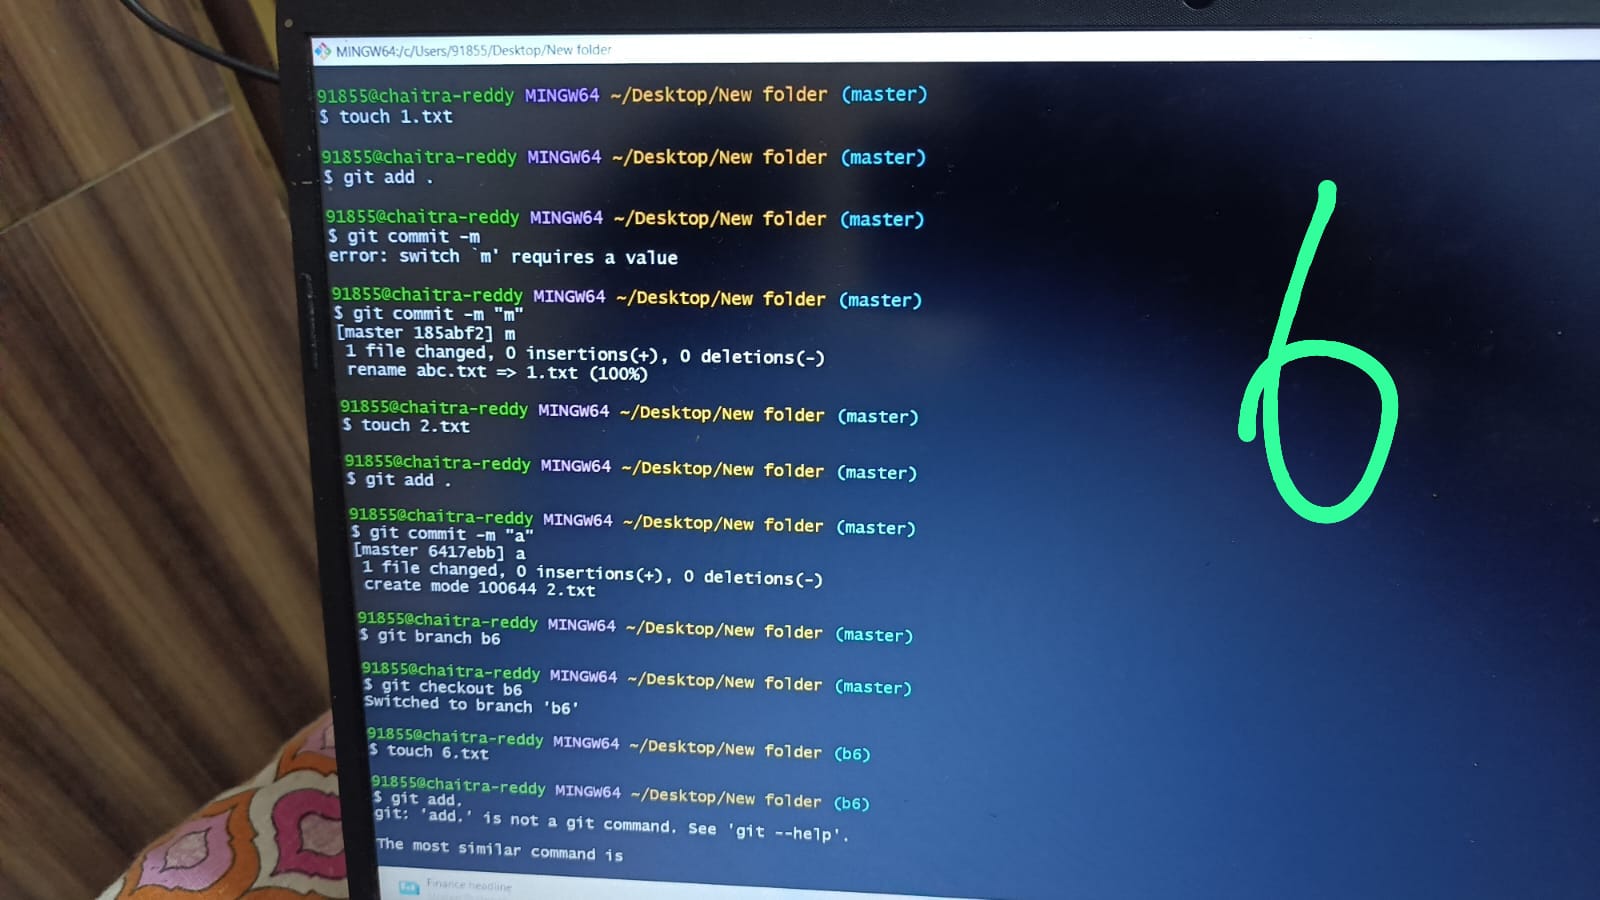 MINGW64:/c/Users/91855/Desktop/New folder
91855@chaitra-reddy MINGW64 ~/Desktop/New folder (master)
$ touch 1.txt
91855@chaitra-reddy MINGW64 ~/Desktop/New folder (master)
$ git add .
91855@chaitra-reddy MINGW64 ~/Desktop/New folder (master)
$ git commit -m
error: switch `m' requires a value
91855@chaitra-reddy MINGW64 ~/Desktop/New folder (master)
$ git commit -m "m"
[master 185abf2] m
1 file changed, 0 insertions(+), 0 deletions(-)
rename abc.txt => 1.txt (100%)
91855@chaitra-reddy MINGW64 ~/Desktop/New folder (master)
$ touch 2.txt
91855@chaitra-reddy MINGW64 ~/Desktop/New folder (master)
$ git add .
91855@chaitra-reddy MINGW64 ~/Desktop/New folder (master)
$ git commit -m "a"
[master 6417ebb] a
1 file changed, 0 insertions(+), 0 deletions(-)
create mode 100644 2.txt
91855@chaitra-reddy MINGW64 ~/Desktop/New folder (master)
$ git branch b6
91855@chaitra-reddy MINGW64 ~/Desktop/New folder (master)
$ git checkout b6
Switched to branch 'b6'
91855@chaitra-reddy MINGW64 ~/Desktop/New folder (b6)
$ touch 6.txt
91855@chaitra-reddy MINGW64 ~/Desktop/New folder (b6)
$ git add.
git: 'add.' is not a git command. See 'git --help'.
The most similar command is
Finance headline
6